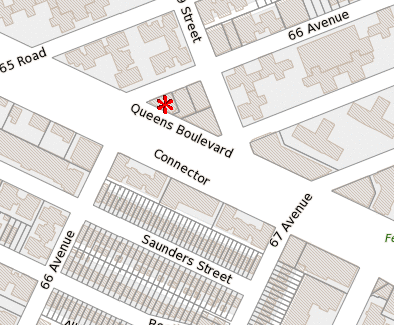 Street
66 Avenue
65 Road
Queens Boulevard
Connector
67 Avenue
66 Avenue
Saunders Street